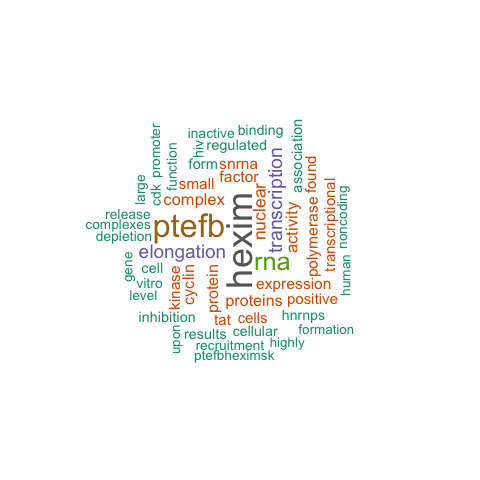 inactive
binding
hiv
regulated
association
promoter
function
form
snrna
factor
cdk
small
complex
large
nuclear
transcription
found
release
complexes
depletion
ptefb
hexim
activity
polymerase
transcriptional
noncoding
elongation
rna
gene
cell
vitro
level
kinase
cyclin
protein
expression
human
proteins
positive
inhibition
tat
cells
hnrnps
formation
upon
results
cellular
recruitment
highly
ptefbheximsk